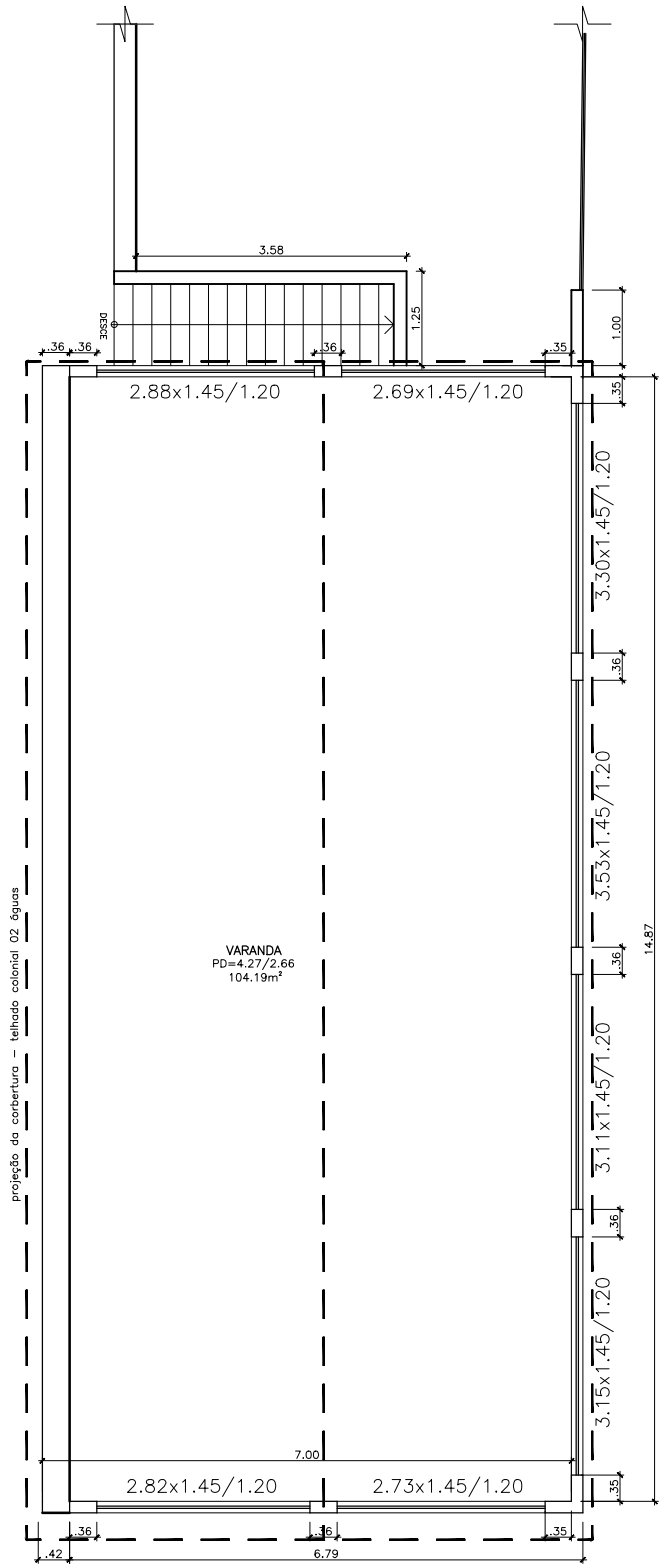 3.58
1.25
1.00
DESCE
.36
.36
.36
.35
2.88x1.45/1.20
2.69x1.45/1.20
.35
3.30x1.45/1.20
.36
3.53x1.45/1.20
.36
14.87
VARANDA
PD=4.27/2.66
104.19m²
projeção da corbertura - telhado colonial 02 águas
3.11x1.45/1.20
.36
3.15x1.45/1.20
7.00
2.82x1.45/1.20
2.73x1.45/1.20
.35
.36
.36
.35
.42
6.79